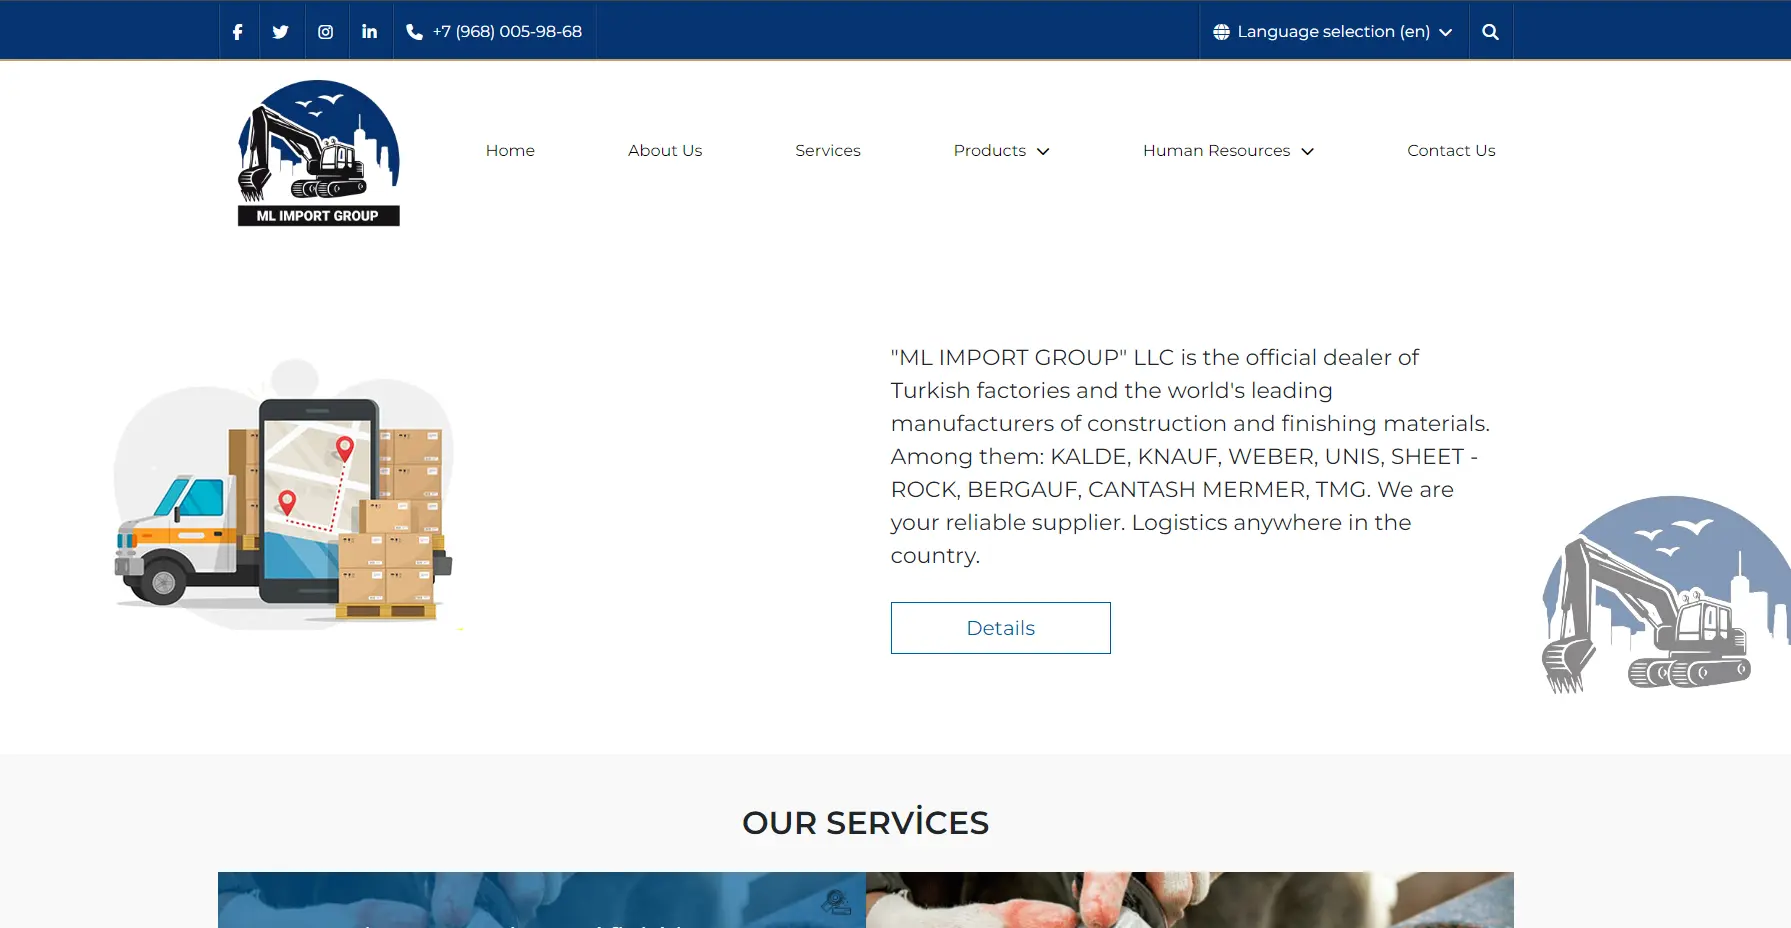 +7 (968) 005-98-68
Language selection (en)
ML IMPORT GROUP
Home
About Us
Services
Products
Human Resources
Contact Us
"ML IMPORT GROUP" LLC is the official dealer of
Turkish factories and the world's leading
manufacturers of construction and finishing materials.
Among them: KALDE, KNAUF, WEBER, UNIS, SHEET -
ROCK, BERGAUF, CANTASH MERMER, TMG. We are
your reliable supplier. Logistics anywhere in the
country.
Details
OUR SERVİCES